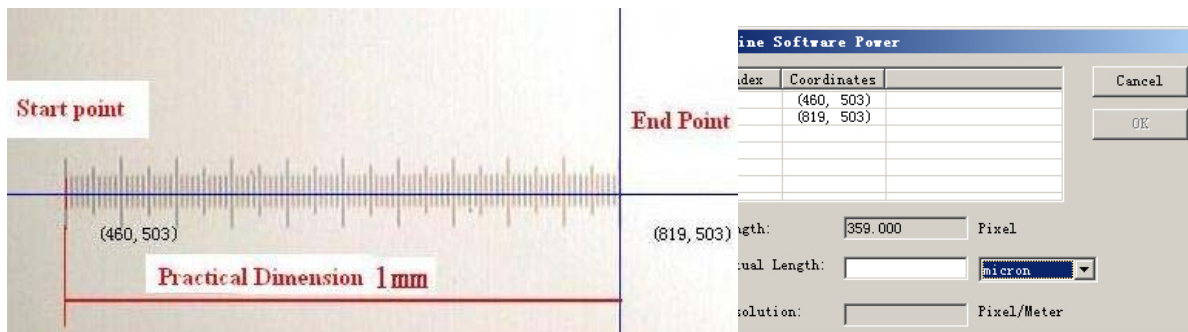 Start point
End Point
(460, 503)
(819, 503)
Practical Dimension 1mm
ine Software Power
dex Coordinates
(460, 503)
(819, 503)
Cancel
OK
gth: 359.000 Pixel
ual Length: micron
solution: Pixel/Meter